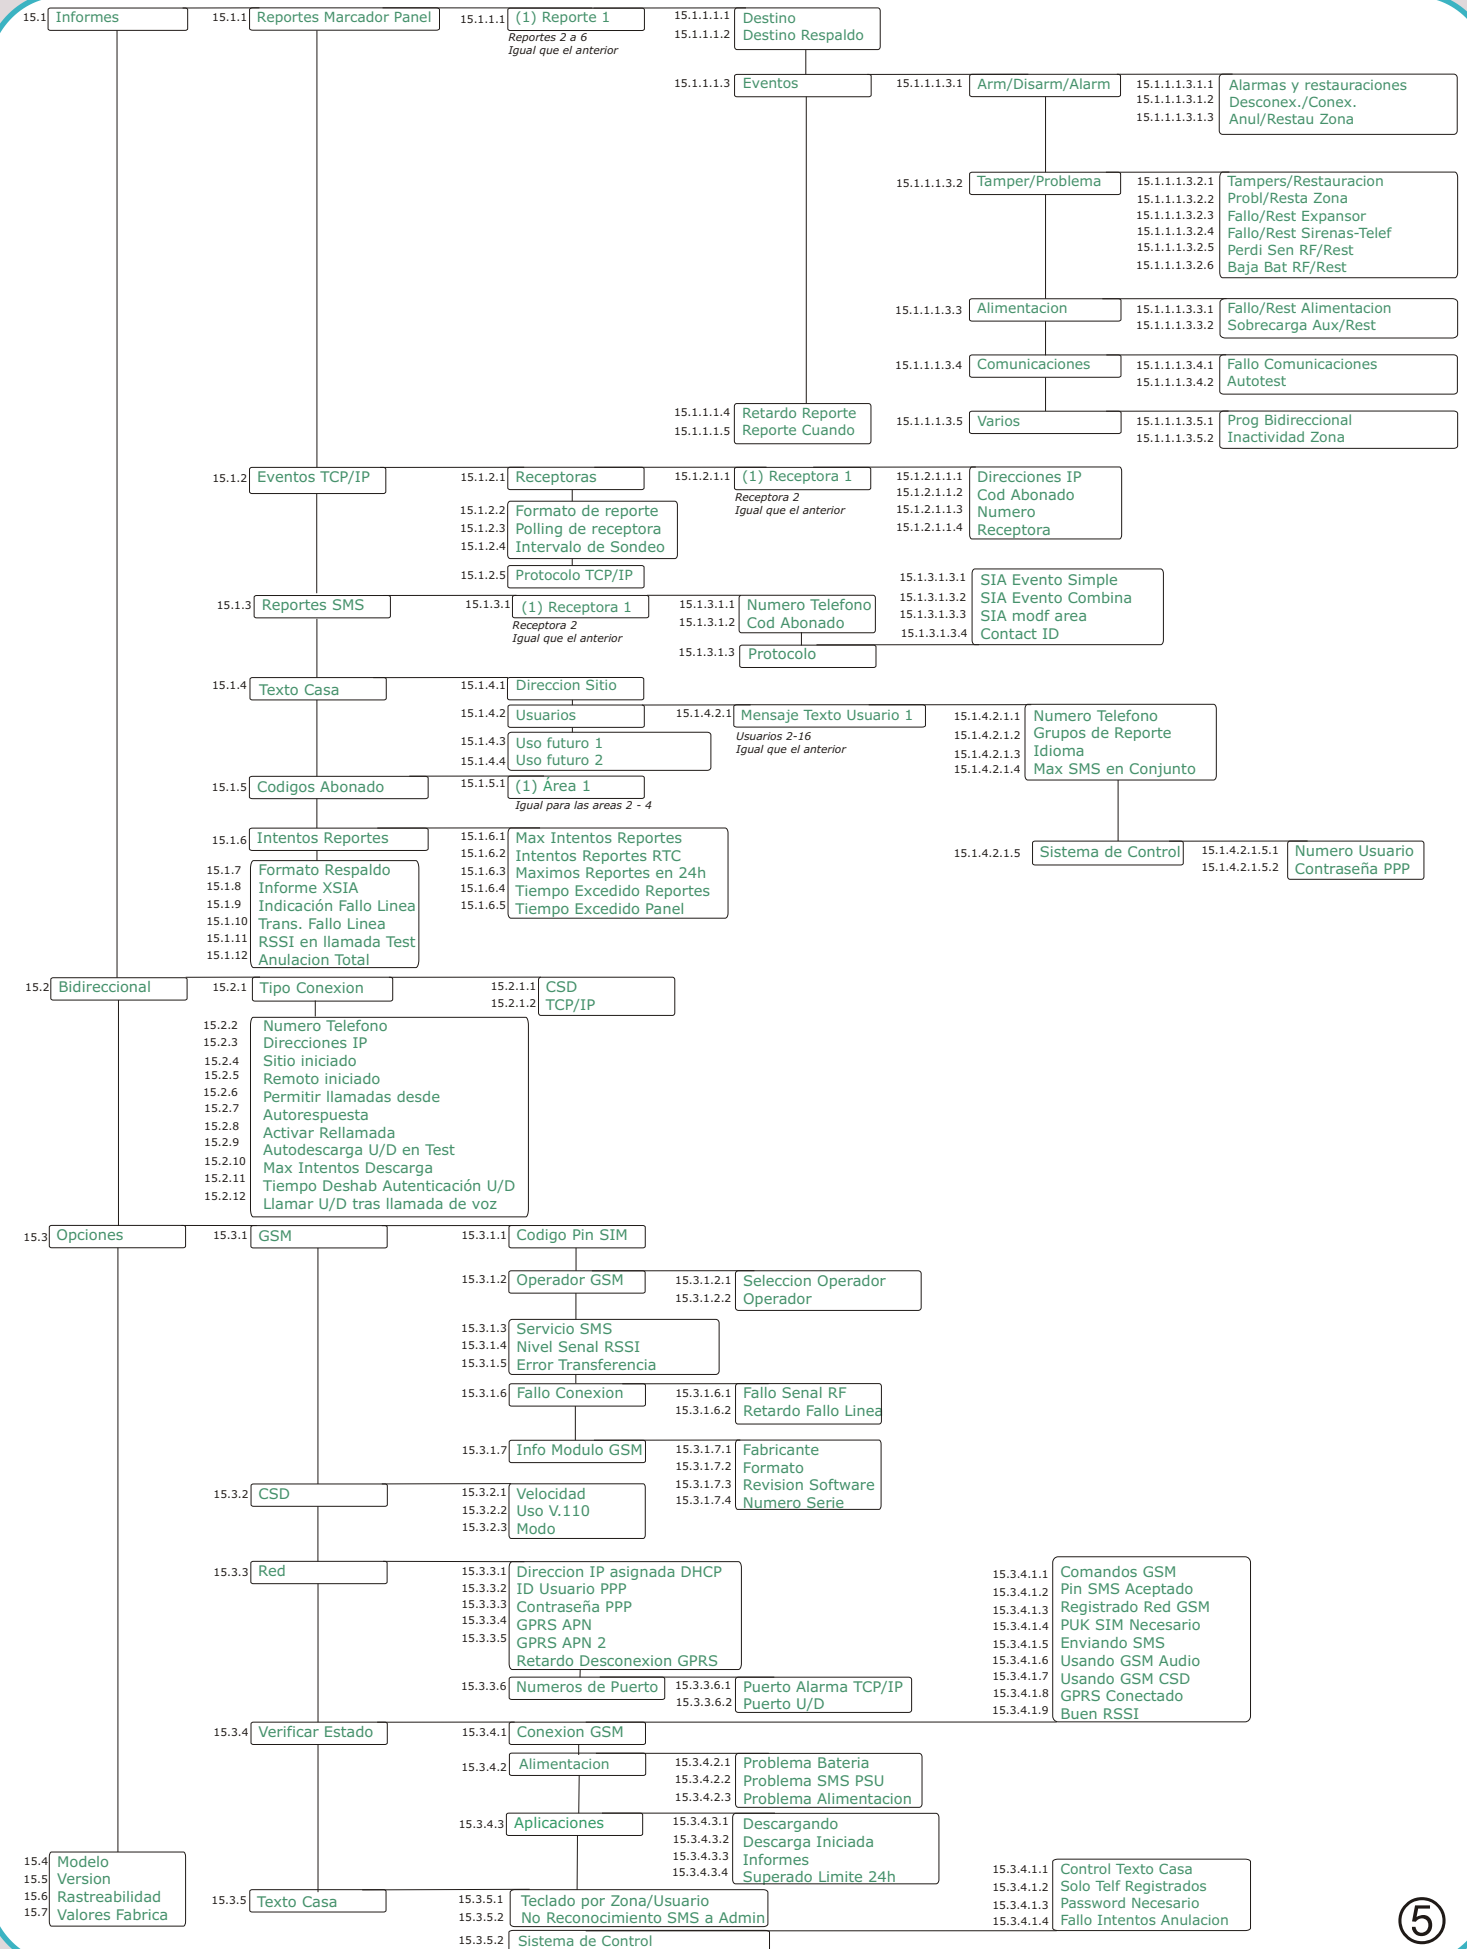 15.1 Informes
15.1.1 Reportes Marcador Panel
15.1.1.1 (1) Reporte 1
Reportes 2 a 6
Igual que el anterior
15.1.1.1.1 Destino
15.1.1.1.2 Destino Respaldo
15.1.1.1.3 Eventos
15.1.1.1.3.1 Arm/Disarm/Alarm
15.1.1.1.3.1.1 Alarmas y restauraciones
15.1.1.1.3.1.2 Desconex./Conex.
15.1.1.1.3.1.3 Anul/Restau Zona
15.1.1.1.3.2 Tamper/Problema
15.1.1.1.3.2.1 Tampers/Restauracion
15.1.1.1.3.2.2 Probl/Resta Zona
15.1.1.1.3.2.3 Fallo/Rest Expansor
15.1.1.1.3.2.4 Fallo/Rest Sirenas-Telef
15.1.1.1.3.2.5 Perdi Sen RF/Rest
15.1.1.1.3.2.6 Baja Bat RF/Rest
15.1.1.1.3.3 Alimentacion
15.1.1.1.3.3.1 Fallo/Rest Alimentacion
15.1.1.1.3.3.2 Sobrecarga Aux/Rest
15.1.1.1.3.4 Comunicaciones
15.1.1.1.3.4.1 Fallo Comunicaciones
15.1.1.1.3.4.2 Autotest
15.1.1.1.3.5 Varios
15.1.1.1.3.5.1 Prog Bidireccional
15.1.1.1.3.5.2 Inactividad Zona
15.1.1.1.4 Retardo Reporte
15.1.1.1.5 Reporte Cuando
15.1.2 Eventos TCP/IP
15.1.2.1 Receptoras
15.1.2.1.1 (1) Receptora 1
Receptora 2
Igual que el anterior
15.1.2.1.1.1 Direcciones IP
15.1.2.1.1.2 Cod Abonado
15.1.2.1.1.3 Numero
15.1.2.1.1.4 Receptora
15.1.2.2 Formato de reporte
15.1.2.3 Polling de receptora
15.1.2.4 Intervalo de Sondeo
15.1.2.5 Protocolo TCP/IP
15.1.3 Reportes SMS
15.1.3.1 (1) Receptora 1
Receptora 2
Igual que el anterior
15.1.3.1.1 Numero Telefono
15.1.3.1.2 Cod Abonado
15.1.3.1.3 Protocolo
15.1.3.1.3.1 SIA Evento Simple
15.1.3.1.3.2 SIA Evento Combina
15.1.3.1.3.3 SIA modf area
15.1.3.1.3.4 Contact ID
15.1.4 Texto Casa
15.1.4.1 Direccion Sitio
15.1.4.2 Usuarios
15.1.4.2.1 Mensaje Texto Usuario 1
Usuarios 2-16
Igual que el anterior
15.1.4.2.1.1 Numero Telefono
15.1.4.2.1.2 Grupos de Reporte
15.1.4.2.1.3 Idioma
15.1.4.2.1.4 Max SMS en Conjunto
15.1.4.2.1.5 Sistema de Control
15.1.4.2.1.5.1 Numero Usuario
15.1.4.2.1.5.2 Contraseña PPP
15.1.4.3 Uso futuro 1
15.1.4.4 Uso futuro 2
15.1.5 Codigos Abonado
15.1.5.1 (1) Área 1
Igual para las areas 2 - 4
15.1.6 Intentos Reportes
15.1.6.1 Max Intentos Reportes
15.1.6.2 Intentos Reportes RTC
15.1.6.3 Maximos Reportes en 24h
15.1.6.4 Tiempo Excedido Reportes
15.1.6.5 Tiempo Excedido Panel
15.1.7 Formato Respaldo
15.1.8 Informe XSIA
15.1.9 Indicación Fallo Linea
15.1.10 Trans. Fallo Linea
15.1.11 RSSI en llamada Test
15.1.12 Anulacion Total
15.2 Bidireccional
15.2.1 Tipo Conexion
15.2.1.1 CSD
15.2.1.2 TCP/IP
15.2.2 Numero Telefono
15.2.3 Direcciones IP
15.2.4 Sitio iniciado
15.2.5 Remoto iniciado
15.2.6 Permitir llamadas desde
15.2.7 Autorespuesta
15.2.8 Activar Rellamada
15.2.9 Autodescarga U/D en Test
15.2.10 Max Intentos Descarga
15.2.11 Tiempo Deshab Autenticación U/D
15.2.12 Llamar U/D tras llamada de voz
15.3 Opciones
15.3.1 GSM
15.3.1.1 Codigo Pin SIM
15.3.1.2 Operador GSM
15.3.1.2.1 Seleccion Operador
15.3.1.2.2 Operador
15.3.1.3 Servicio SMS
15.3.1.4 Nivel Senal RSSI
15.3.1.5 Error Transferencia
15.3.1.6 Fallo Conexion
15.3.1.6.1 Fallo Senal RF
15.3.1.6.2 Retardo Fallo Linea
15.3.1.7 Info Modulo GSM
15.3.1.7.1 Fabricante
15.3.1.7.2 Formato
15.3.1.7.3 Revision Software
15.3.1.7.4 Numero Serie
15.3.2 CSD
15.3.2.1 Velocidad
15.3.2.2 Uso V.110
15.3.2.3 Modo
15.3.3 Red
15.3.3.1 Direccion IP asignada DHCP
15.3.3.2 ID Usuario PPP
15.3.3.3 Contraseña PPP
15.3.3.4 GPRS APN
15.3.3.5 GPRS APN 2
Retardo Desconexion GPRS
15.3.3.6 Numeros de Puerto
15.3.3.6.1 Puerto Alarma TCP/IP
15.3.3.6.2 Puerto U/D
15.3.4 Verificar Estado
15.3.4.1 Conexion GSM
15.3.4.1.1 Comandos GSM
15.3.4.1.2 Pin SMS Aceptado
15.3.4.1.3 Registrado Red GSM
15.3.4.1.4 PUK SIM Necesario
15.3.4.1.5 Enviando SMS
15.3.4.1.6 Usando GSM Audio
15.3.4.1.7 Usando GSM CSD
15.3.4.1.8 GPRS Conectado
15.3.4.1.9 Buen RSSI
15.3.4.2 Alimentacion
15.3.4.2.1 Problema Bateria
15.3.4.2.2 Problema SMS PSU
15.3.4.2.3 Problema Alimentacion
15.3.4.3 Aplicaciones
15.3.4.3.1 Descargando
15.3.4.3.2 Descarga Iniciada
15.3.4.3.3 Informes
15.3.4.3.4 Superado Limite 24h
15.4 Modelo
15.5 Version
15.6 Rastreabilidad
15.7 Valores Fabrica
15.3.5 Texto Casa
15.3.5.1 Teclado por Zona/Usuario
15.3.5.2 No Reconocimiento SMS a Admin
15.3.5.2 Sistema de Control
15.3.4.1.1 Control Texto Casa
15.3.4.1.2 Solo Telf Registrados
15.3.4.1.3 Password Necesario
15.3.4.1.4 Fallo Intentos Anulacion
5